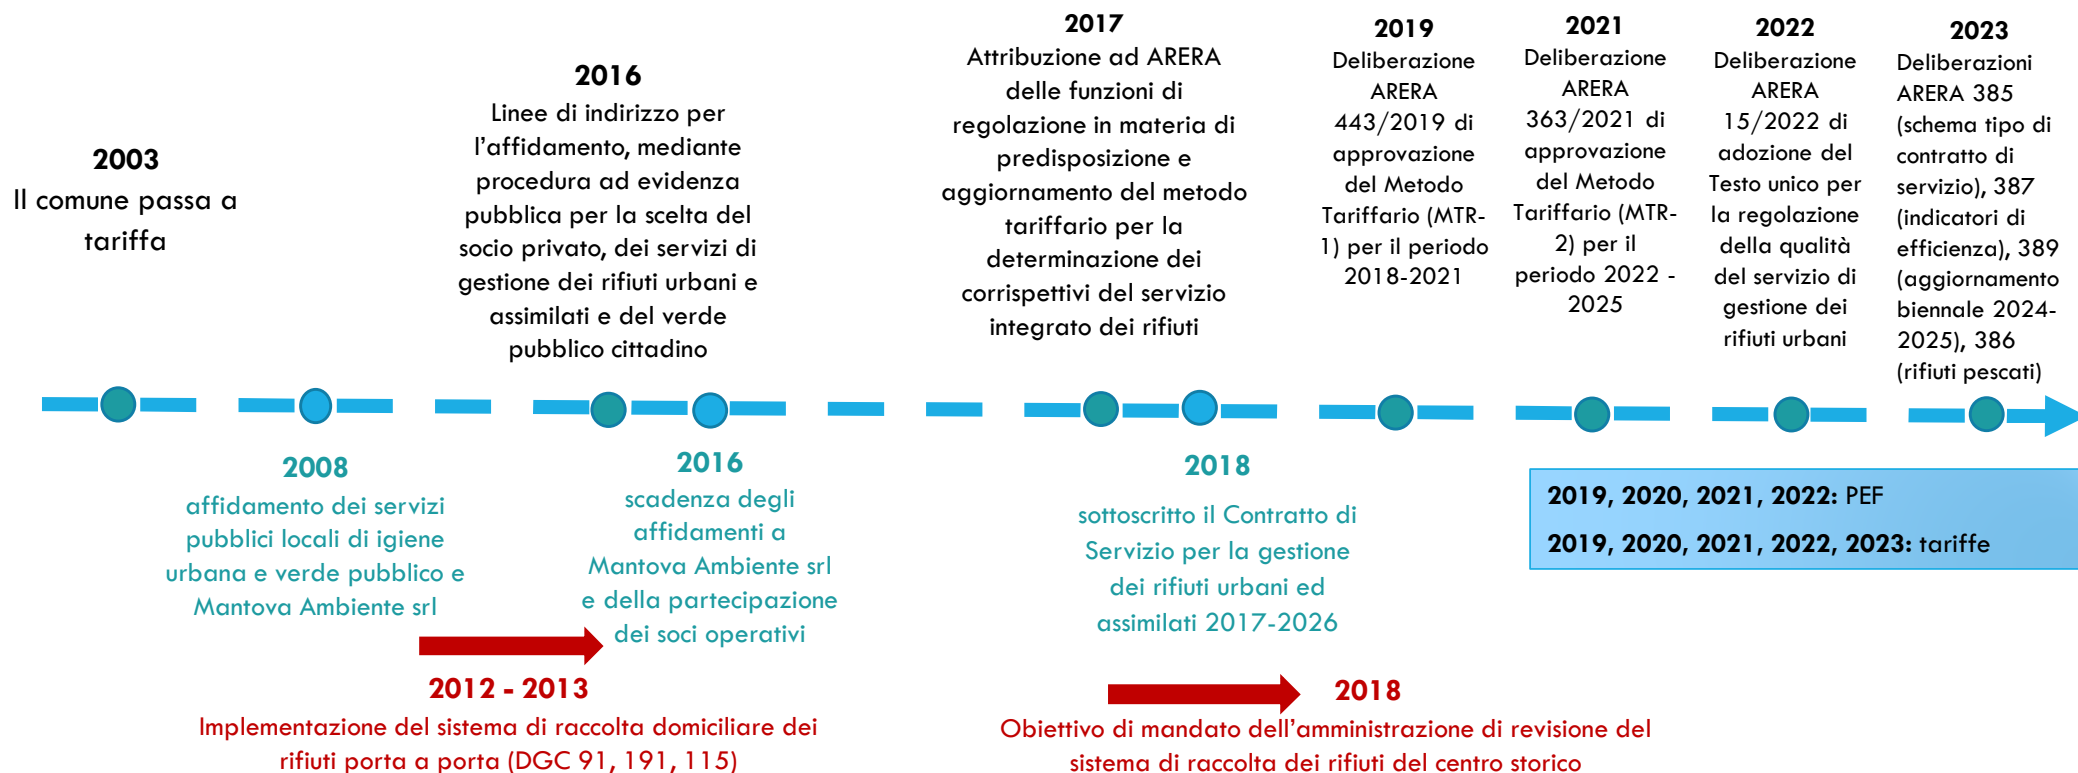 2003
Il comune passa a
tariffa
2016
Linee di indirizzo per
l'affidamento, mediante
procedura ad evidenza
pubblica per la scelta del
socio privato, dei servizi di
gestione dei rifiuti urbani e
assimilati e del verde
pubblico cittadino
2017
Attribuzione ad ARERA
delle funzioni di
regolazione in materia di
predisposizione e
aggiornamento del metodo
tariffario per la
determinazione dei
corrispettivi del servizio
integrato dei rifiuti
2019
Deliberazione
ARERA
443/2019 di
approvazione
del Metodo
Tariffario (MTR-
1) per il periodo
2018-2021
2021
Deliberazione
ARERA
363/2021 di
approvazione
del Metodo
Tariffario (MTR-
2) per il
periodo 2022 -
2025
2022
Deliberazione
ARERA
15/2022 di
adozione del
Testo unico per
la regolazione
della qualità
del servizio di
gestione dei
rifiuti urbani
2023
Deliberazioni
ARERA 385
(schema tipo di
contratto di
servizio), 387
(indicatori di
efficienza), 389
(aggiornamento
biennale 2024-
2025), 386
(rifiuti pescati)
2008
affidamento dei servizi
pubblici locali di igiene
urbana e verde pubblico e
Mantova Ambiente srl
2016
scadenza degli
affidamenti a
Mantova Ambiente srl
e della partecipazione
dei soci operativi
2018
sottoscritto il Contratto di
Servizio per la gestione
dei rifiuti urbani ed
assimilati 2017-2026
2019, 2020, 2021, 2022: PEF
2019, 2020, 2021, 2022, 2023: tariffe
2012 - 2013
Implementazione del sistema di raccolta domiciliare dei
rifiuti porta a porta (DGC 91, 191, 115)
2018
Obiettivo di mandato dell'amministrazione di revisione del
sistema di raccolta dei rifiuti del centro storico